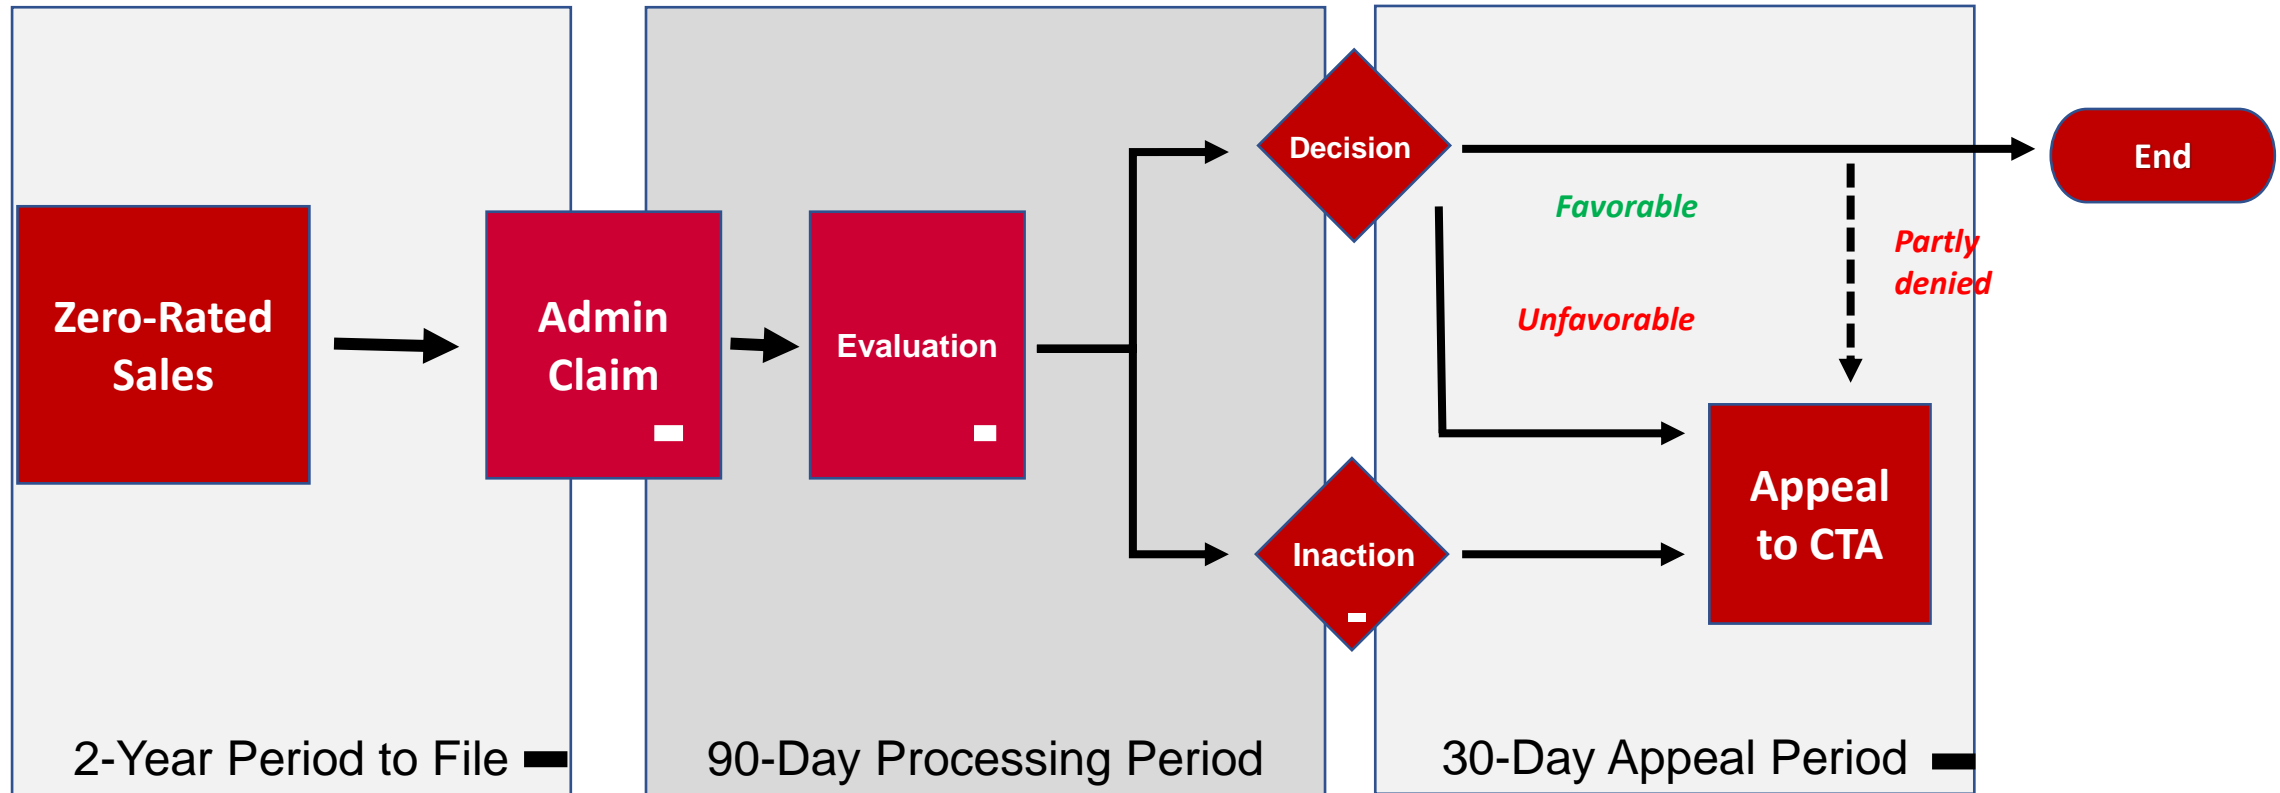 Zero-Rated
Sales
Admin
Claim
Evaluation
Decision
Inaction
Favorable
Unfavorable
Partly
denied
Appeal
to CTA
End
2-Year Period to File
90-Day Processing Period
30-Day Appeal Period